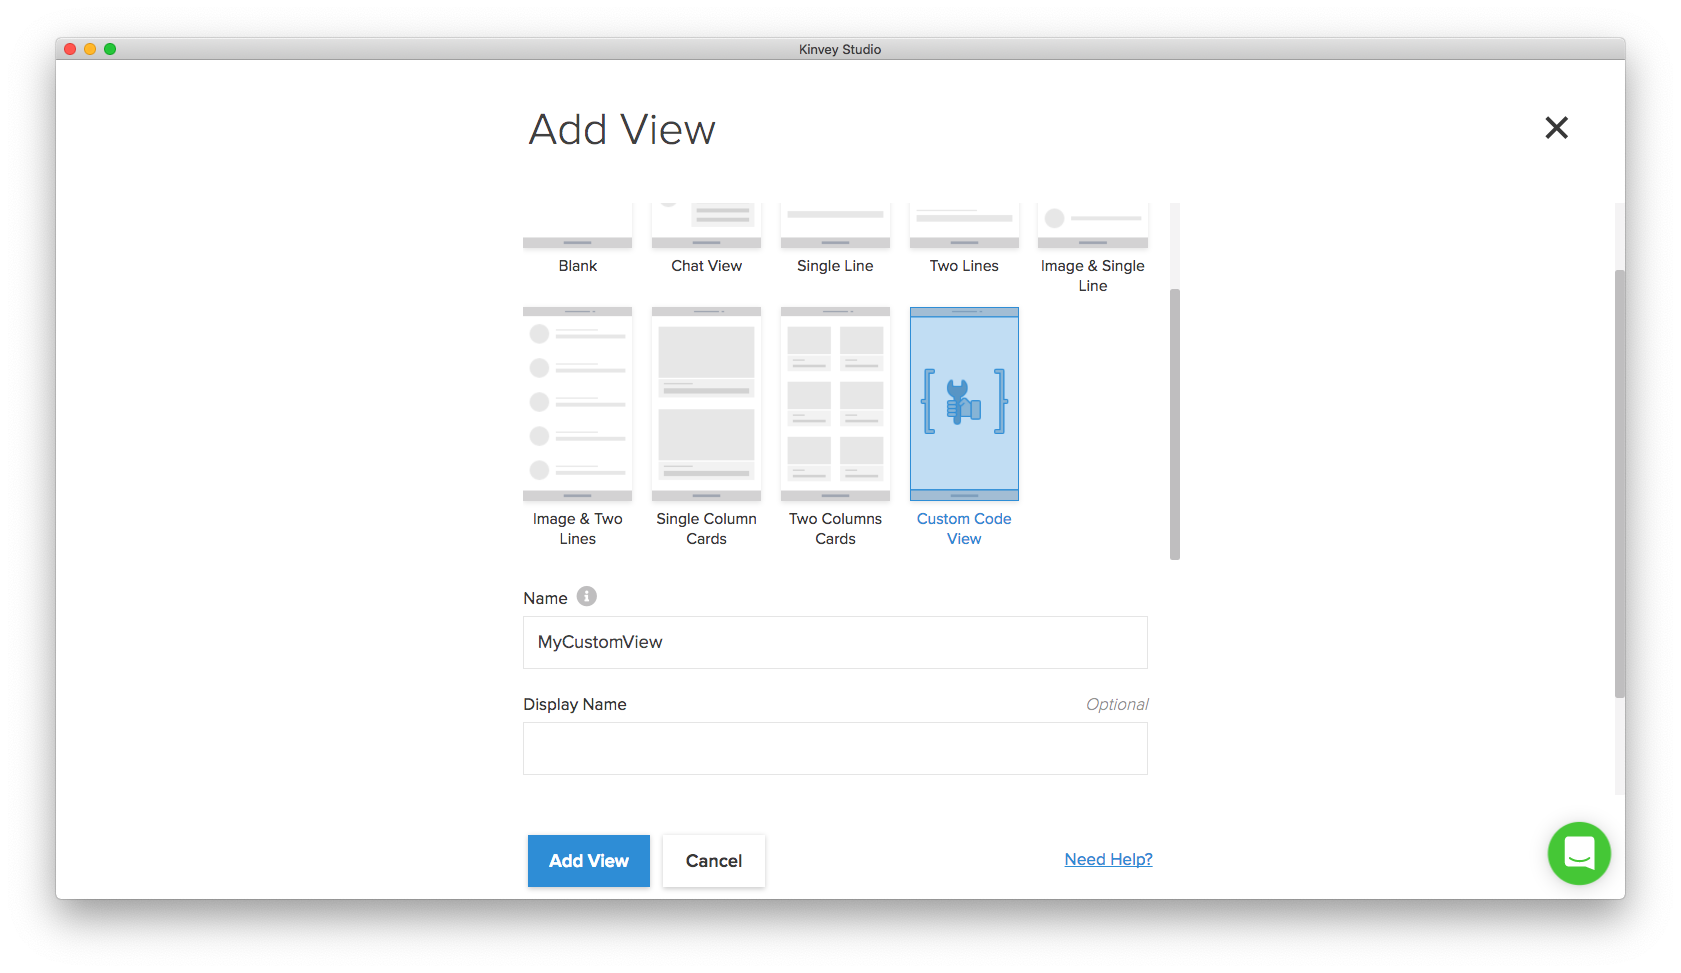 Kinvey Studio
Add View
Blank
Chat View
Single Line
Two Lines
Image & Single
Line
Image & Two
Lines
Single Column
Cards
Two Columns
Cards
Custom Code
View
Name
MyCustomView
Display Name
Optional
Add View
Cancel
Need Help?